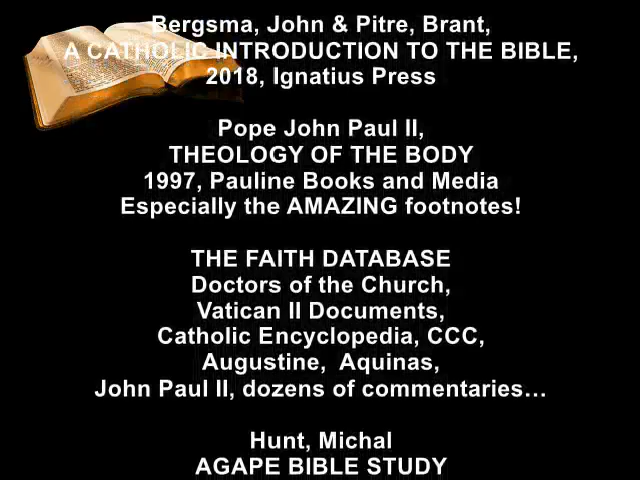 Bergsma, John & Pitre, Brant,
A CATHOLIC INTRODUCTION TO THE BIBLE,
2018, Ignatius Press
Pope John Paul II,
THEOLOGY OF THE BODY
1997, Pauline Books and Media
Especially the AMAZING footnotes!
THE FAITH DATABASE
Doctors of the Church,
Vatican II Documents,
Catholic Encyclopedia, CCC,
Augustine,  Aquinas,
John Paul II, dozens of commentaries…
Hunt, Michal
AGAPE BIBLE STUDY